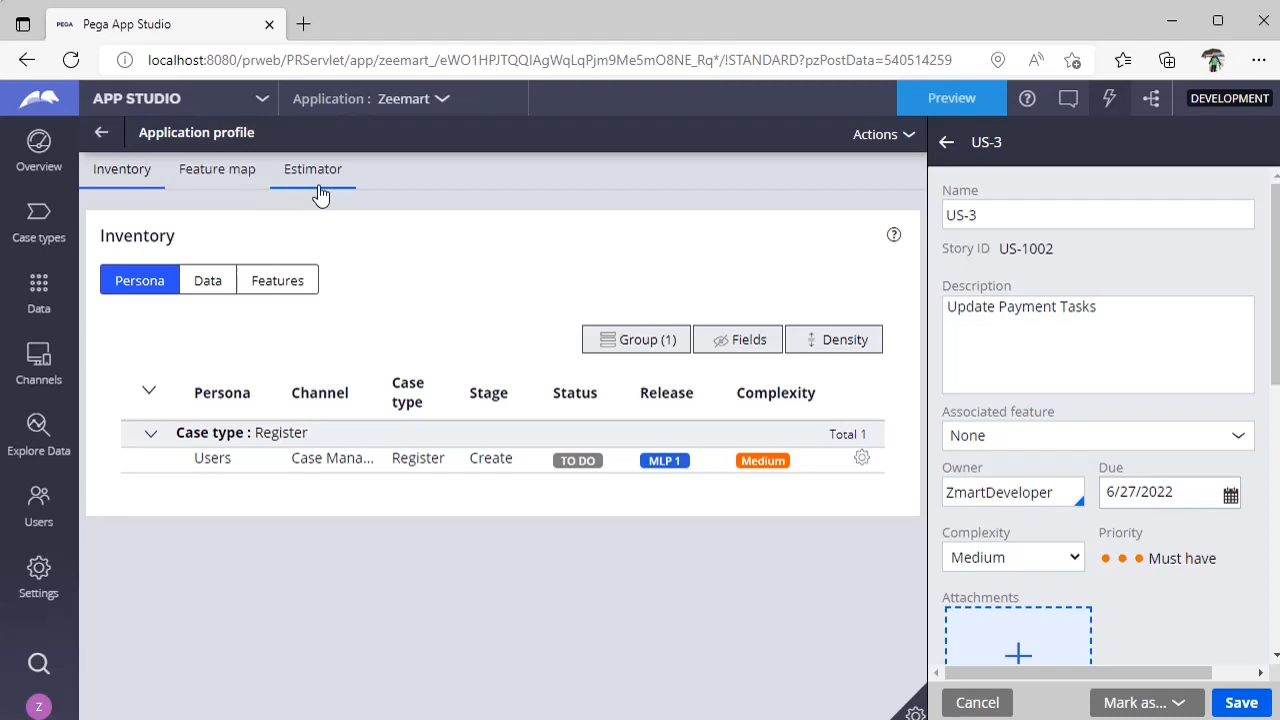 PEGA Pega App Studio
localhost:8080/prweb/PRServlet/app/zeemart_/eWO1HPJTQQIAgWqLqPjm9Me5mO8NE_Rq*/!STANDARD?pzPostData=540514259
APP STUDIO Application : Zeemart Preview DEVELOPMENT
Application profile Actions
US-3
Inventory Feature map Estimator
Overview
Case types
Data
Channels
Explore Data
Users
Settings
Z
Inventory
Persona Data Features
Group (1) Fields Density
Persona Channel Case type Stage Status Release Complexity
Case type : Register Total 1
Users Case Mana... Register Create TO DO MLP 1 Medium
Name
US-3
Story ID US-1002
Description
Update Payment Tasks
Associated feature
None
Owner Due
ZmartDeveloper 6/27/2022
Complexity Priority
Medium Must have
Attachments
Cancel Mark as... Save